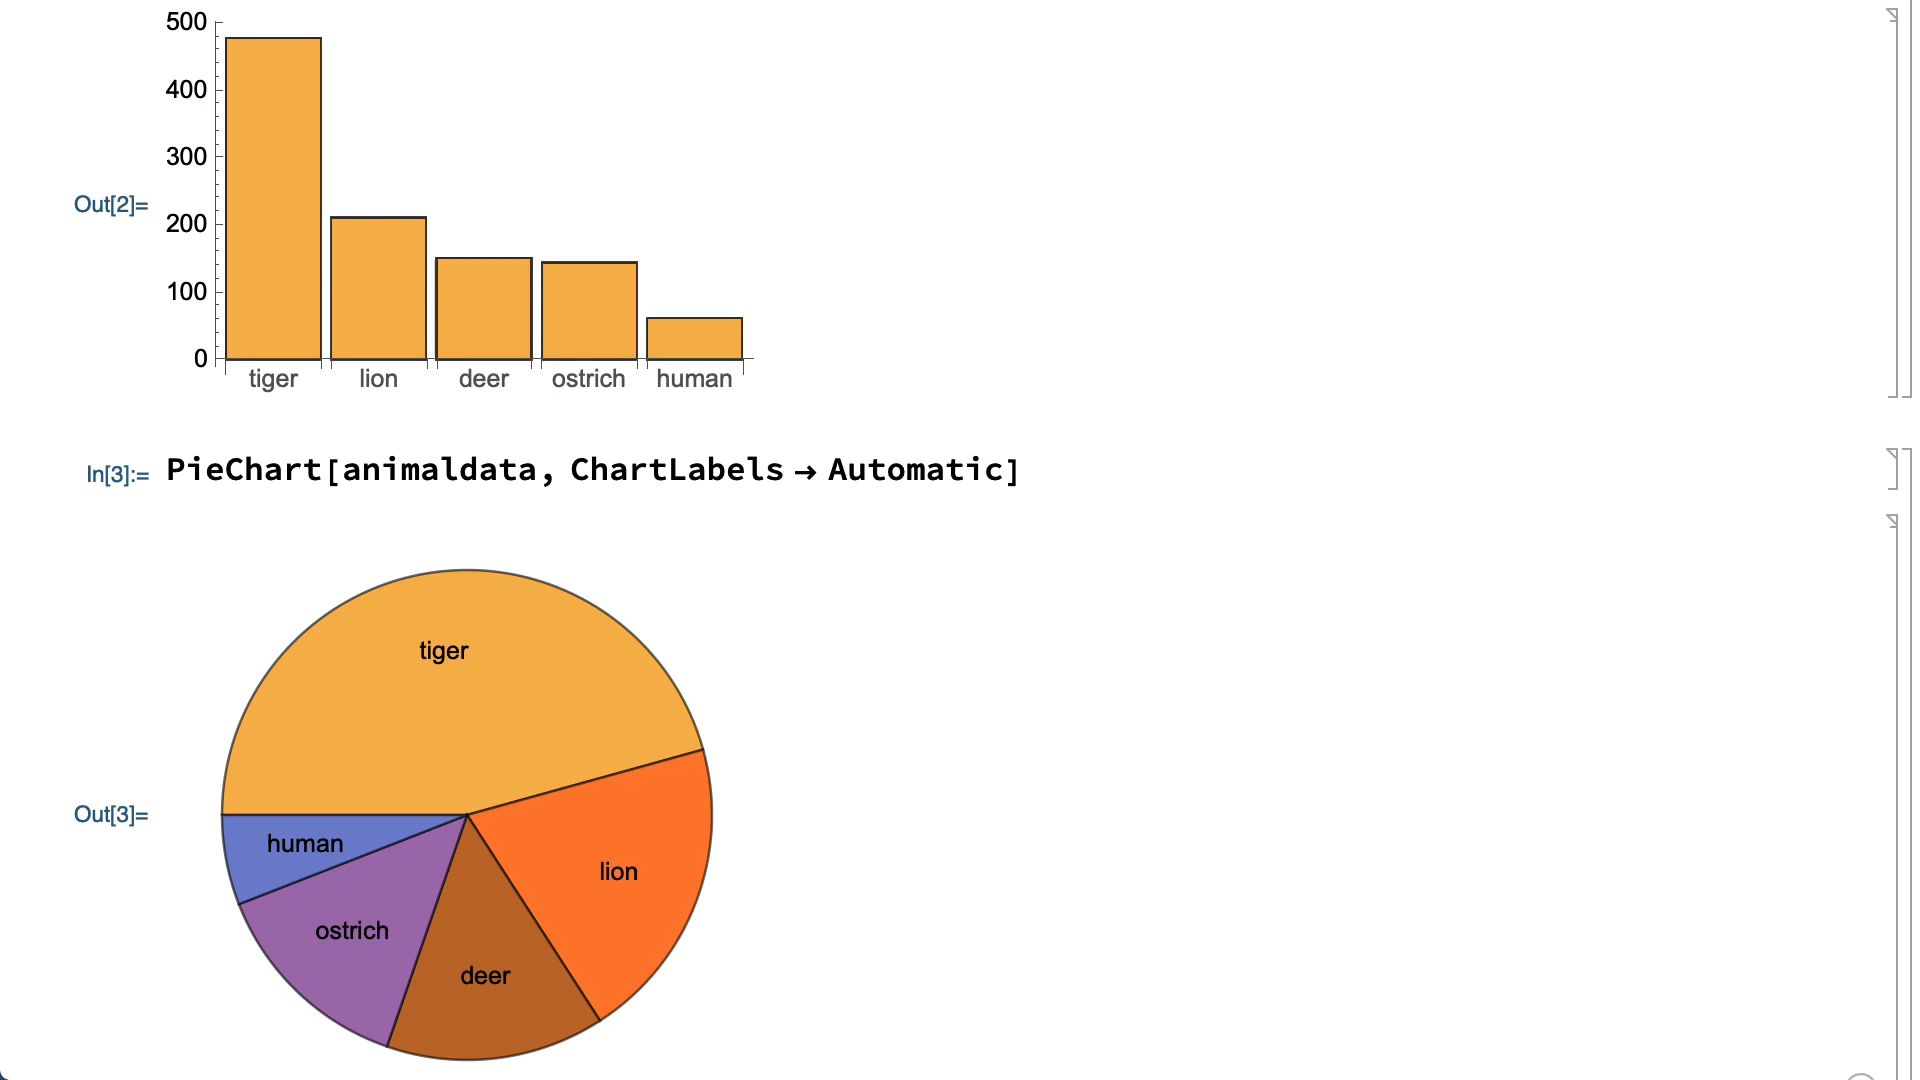 500
400
300
Out[2]=
200
100
0
tiger lion deer ostrich human
In[3]:= PieChart[animaldata, ChartLabels → Automatic]
tiger
Out[3]=
human
lion
ostrich
deer